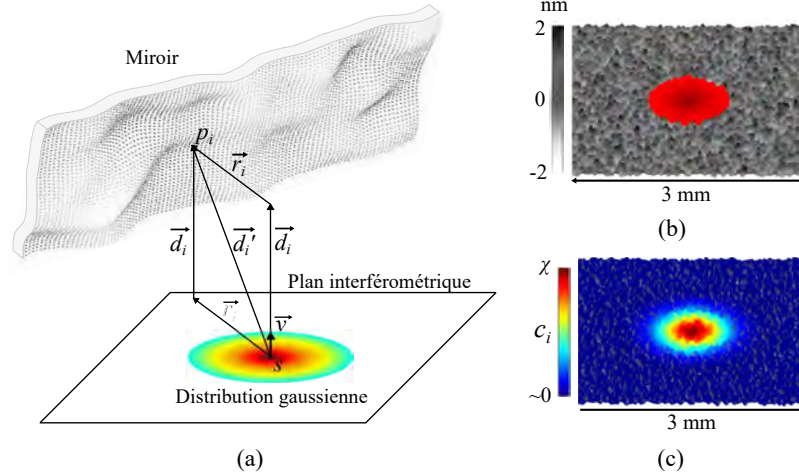 Miroir
p_i
r_i
d_i
d_i'
d_i
Plan interférométrique
r_i
v
s
Distribution gaussienne
(a)
nm
2
0
-2
3 mm
(b)
χ
c_i
~0
3 mm
(c)